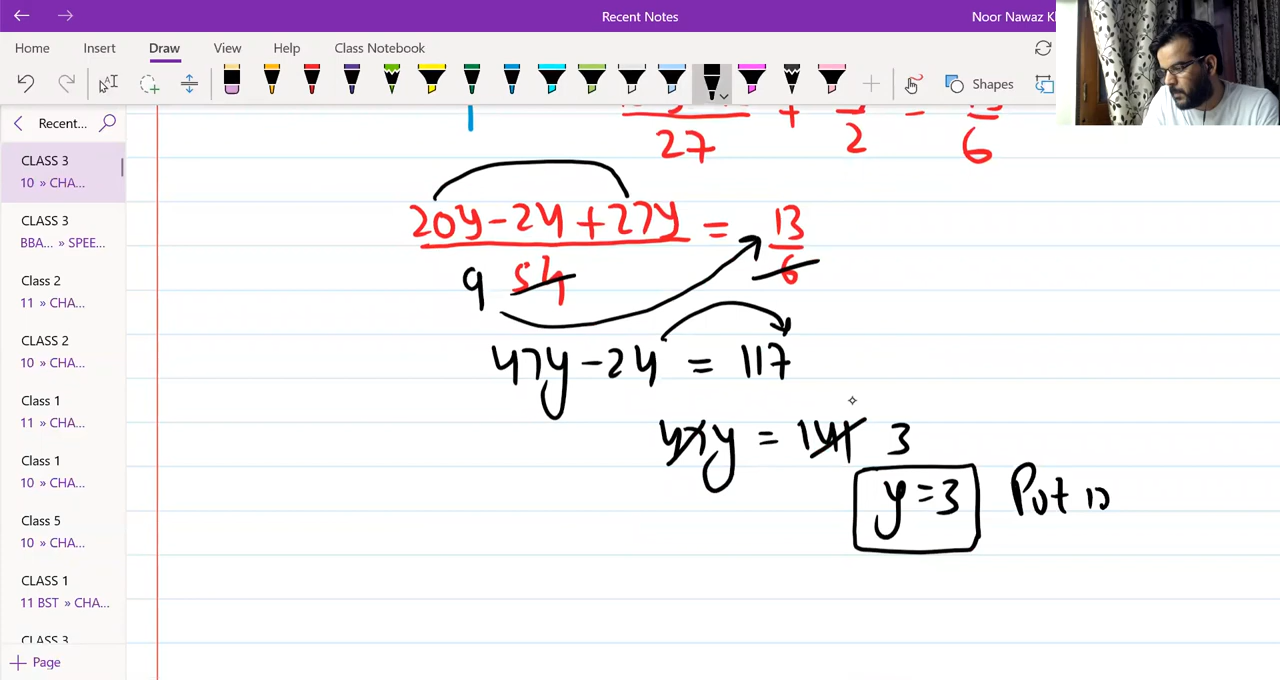 Recent Notes
Noor Nawaz
Home Insert Draw View Help Class Notebook
Shapes
Recent...
CLASS 3
10 » CHA...
CLASS 3
BBA... » SPEE...
Class 2
11 » CHA...
CLASS 2
10 » CHA...
Class 1
11 » CHA...
Class 1
10 » CHA...
Class 5
10 » CHA...
CLASS 1
11 BST » CHA...
CLASS 3
Page
27 + 2 = 6
20y - 24 + 27y = 13
9 54 6
47y - 24 = 117
47y = 141 3
y = 3 Put in